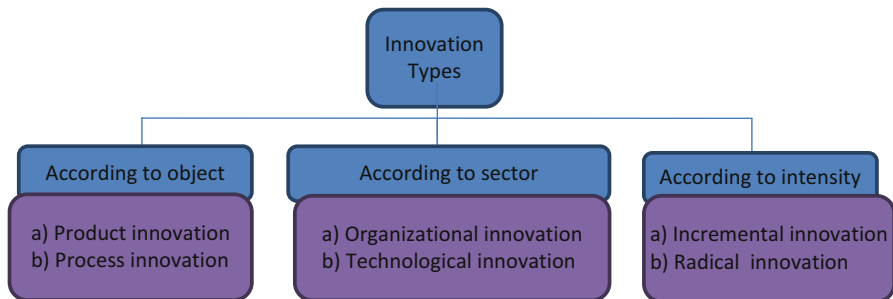 Innovation
Types
According to object
a) Product innovation
b) Process innovation
According to sector
a) Organizational innovation
b) Technological innovation
According to intensity
a) Incremental innovation
b) Radical  innovation